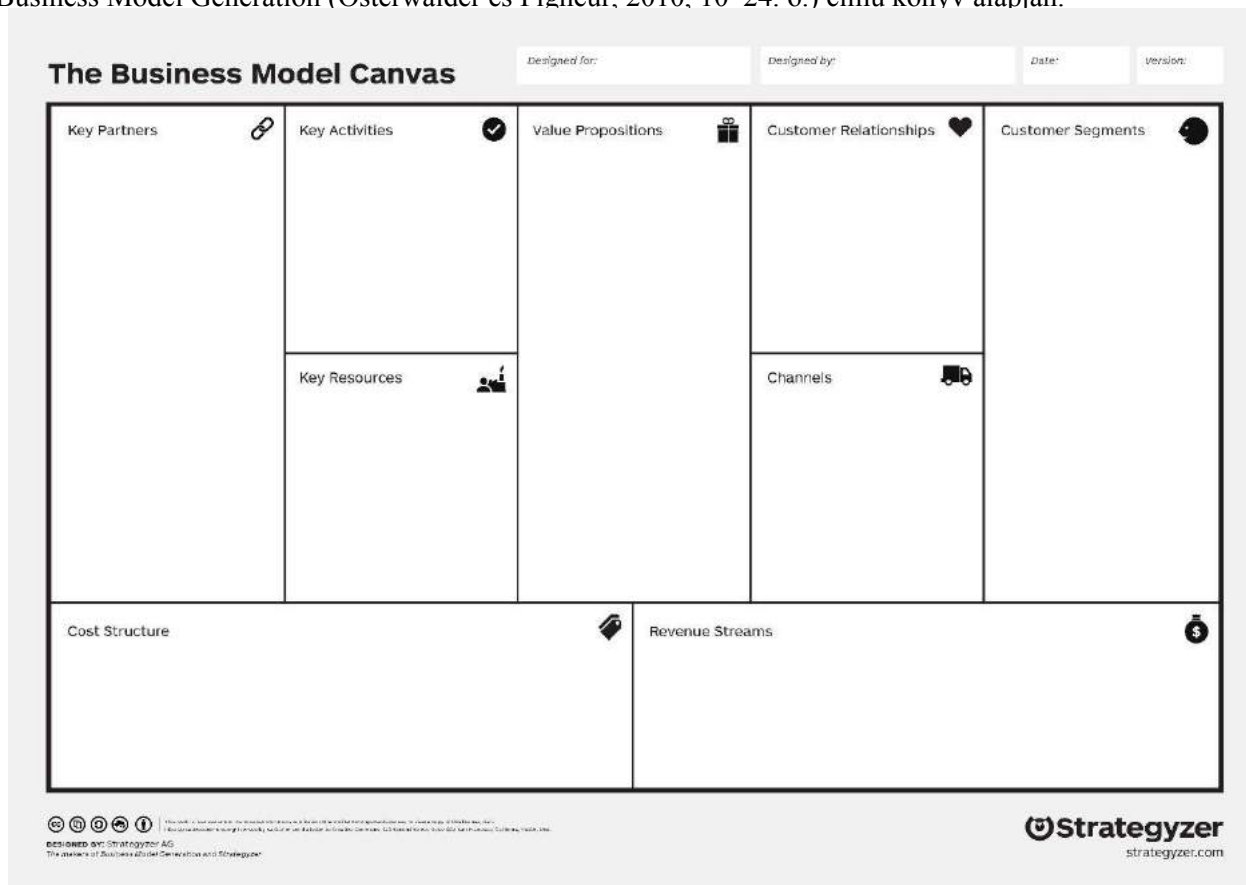 Business Model Generation (Osterwalder és Pigneur, 2010, 10–24. o.) című könyv alapján.
The Business Model Canvas
Designed for:
Designed by:
Date:
Version:
Key Partners
Key Activities
Value Propositions
Customer Relationships
Customer Segments
Key Resources
Channels
Cost Structure
Revenue Streams
DESIGNED BY: Strategyzer AG
The makers of Business Model Generation and Strategyzer
Strategyzer
strategyzer.com